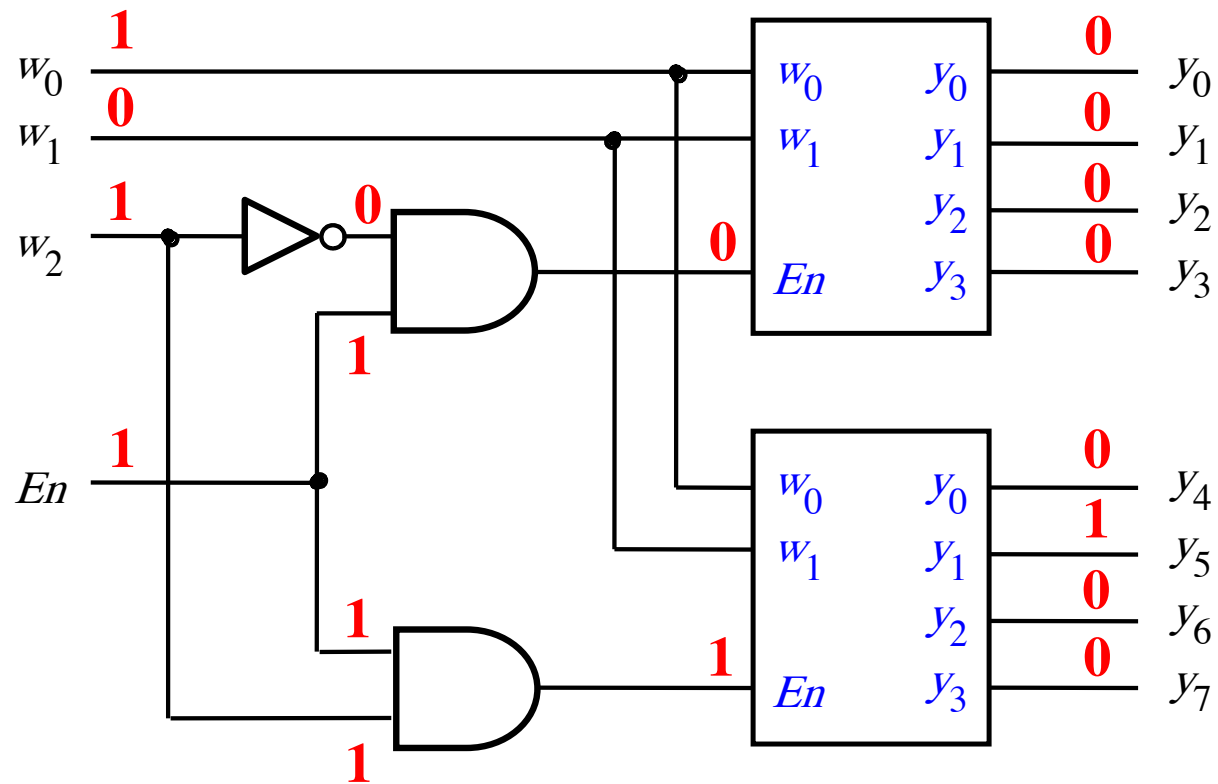 1
w0 w0 y0 0 y0
0
w1 w1 y1 0 y1
1 0
w2 0 y2 0 y2
En y3 0 y3
1
1
En
w0 y0 0 y4
w1 y1 1 y5
1 y2 0 y6
1
En y3 0 y7
1